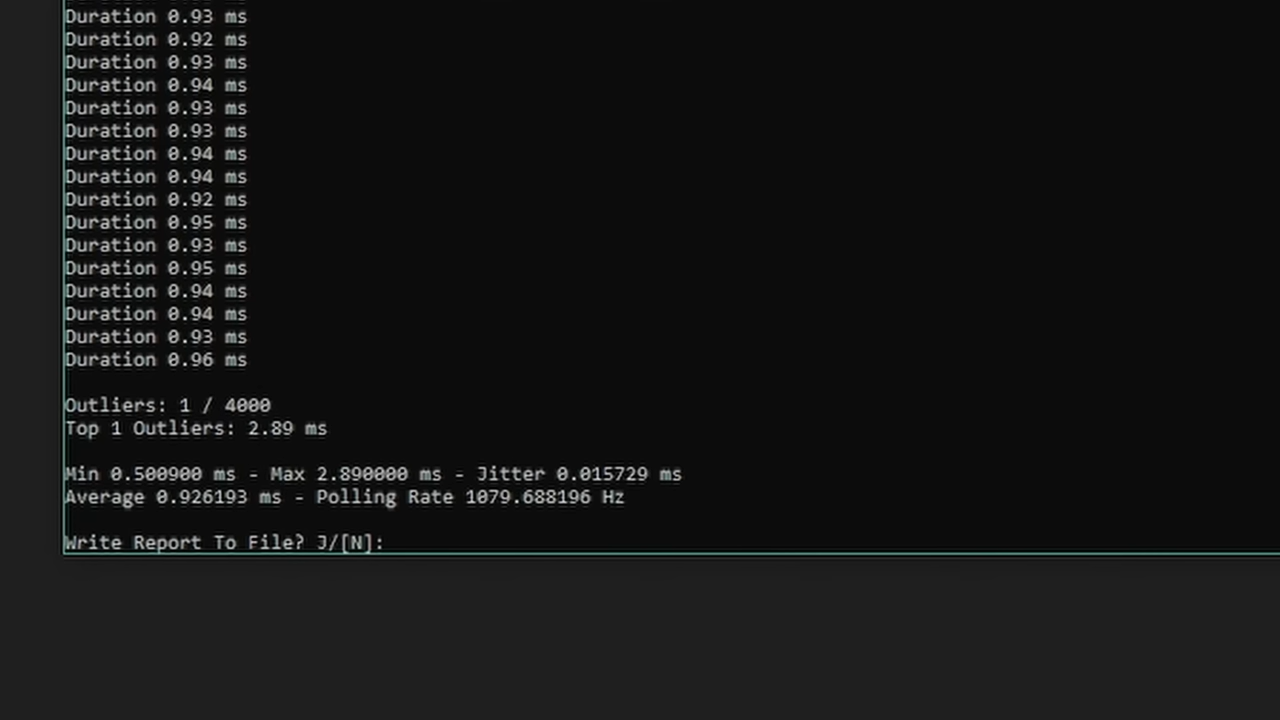 Duration 0.93 ms
Duration 0.92 ms
Duration 0.93 ms
Duration 0.94 ms
Duration 0.93 ms
Duration 0.93 ms
Duration 0.94 ms
Duration 0.94 ms
Duration 0.92 ms
Duration 0.95 ms
Duration 0.93 ms
Duration 0.95 ms
Duration 0.94 ms
Duration 0.94 ms
Duration 0.93 ms
Duration 0.96 ms
Outliers: 1 / 4000
Top 1 Outliers: 2.89 ms
Min 0.500900 ms - Max 2.890000 ms - Jitter 0.015729 ms
Average 0.926193 ms - Polling Rate 1079.688196 Hz
Write Report To File? J/[N]: